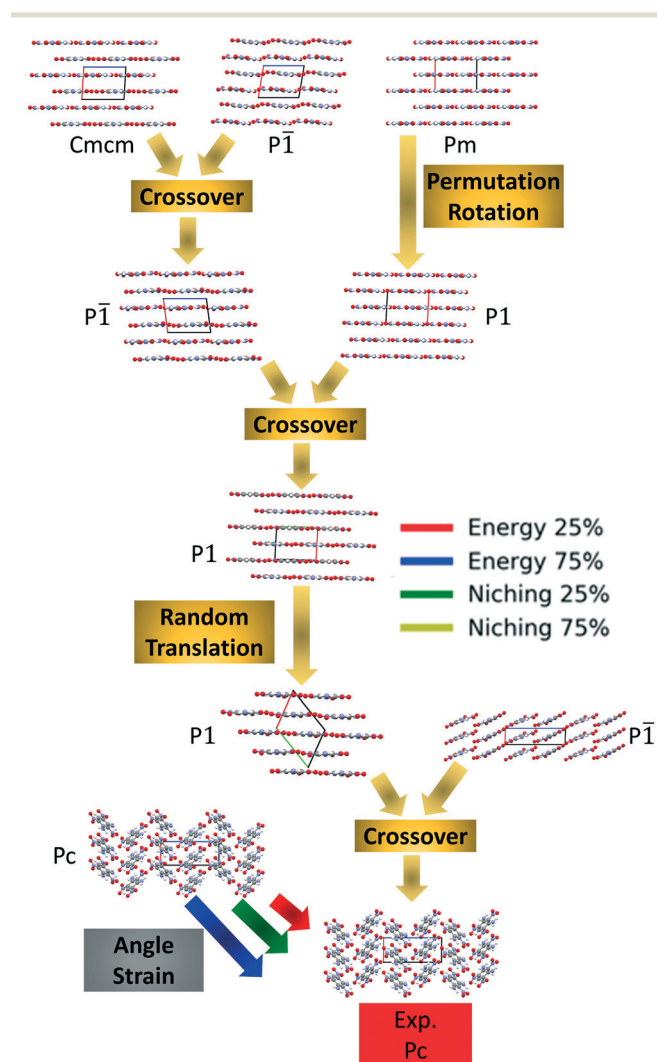 Cmcm
P1̅
Pm
Crossover
Permutation
Rotation
P1̅
P1
Crossover
P1
Energy 25%
Energy 75%
Niching 25%
Niching 75%
Random
Translation
P1
P1̅
Crossover
Pc
Angle
Strain
Exp.
Pc